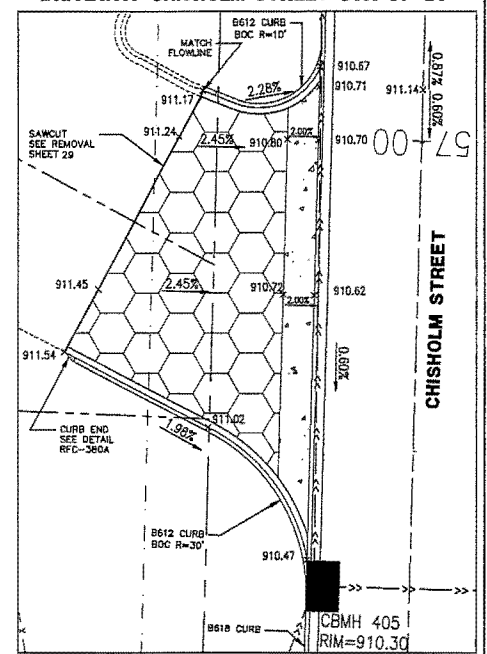 B612 CURB
BOC R=10'
MATCH
FLOWLINE
2.28%
910.67
910.71
0.87%
0.60%
911.14
911.17
SAWCUT
SEE REMOVAL
SHEET 29
911.24
2.45%
910.80
2.00%
910.70
57
00
CHISHOLM STREET
911.45
2.45%
910.72
2.00%
910.62
911.54
0.60%
CURB END
SEE DETAIL
RFC-380A
911.02
1.98%
B612 CURB
BOC R=30'
910.47
B618 CURB
CBMH 405
RIM=910.30
>>
>>
>>